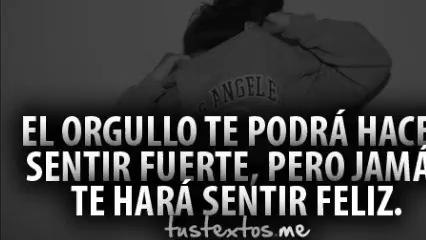 ANGELE
EL ORGULLO TE PODRÁ HACE
SENTIR FUERTE, PERO JAMÁ
TE HARÁ SENTIR FELIZ.
tustextos.me